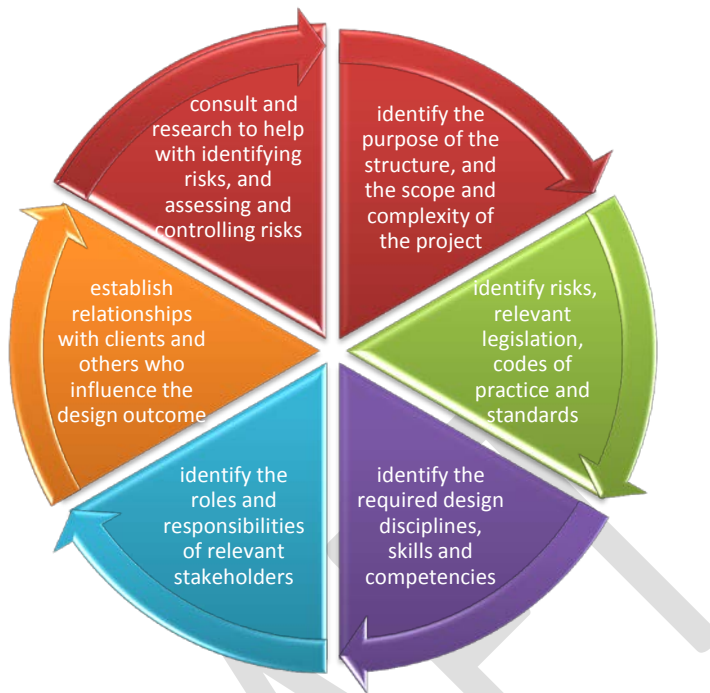 identify the
purpose of the
structure, and
the scope and
complexity of
the project
identify risks,
relevant
legislation,
codes of
practice and
standards
identify the
required design
disciplines,
skills and
competencies
identify the
roles and
responsibilities
of relevant
stakeholders
establish
relationships
with clients and
others who
influence the
design outcome
consult and
research to help
with identifying
risks, and
assessing and
controlling risks